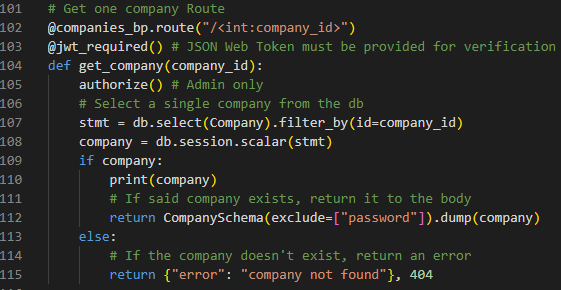 101 # Get one company Route
102 @companies_bp.route("/<int:company_id>")
103 @jwt_required() # JSON Web Token must be provided for verification
104 def get_company(company_id):
105     authorize() # Admin only
106     # Select a single company from the db
107     stmt = db.select(Company).filter_by(id=company_id)
108     company = db.session.scalar(stmt)
109     if company:
110         print(company)
111         # If said company exists, return it to the body
112         return CompanySchema(exclude=["password"]).dump(company)
113     else:
114         # If the company doesn't exist, return an error
115         return {"error": "company not found"}, 404